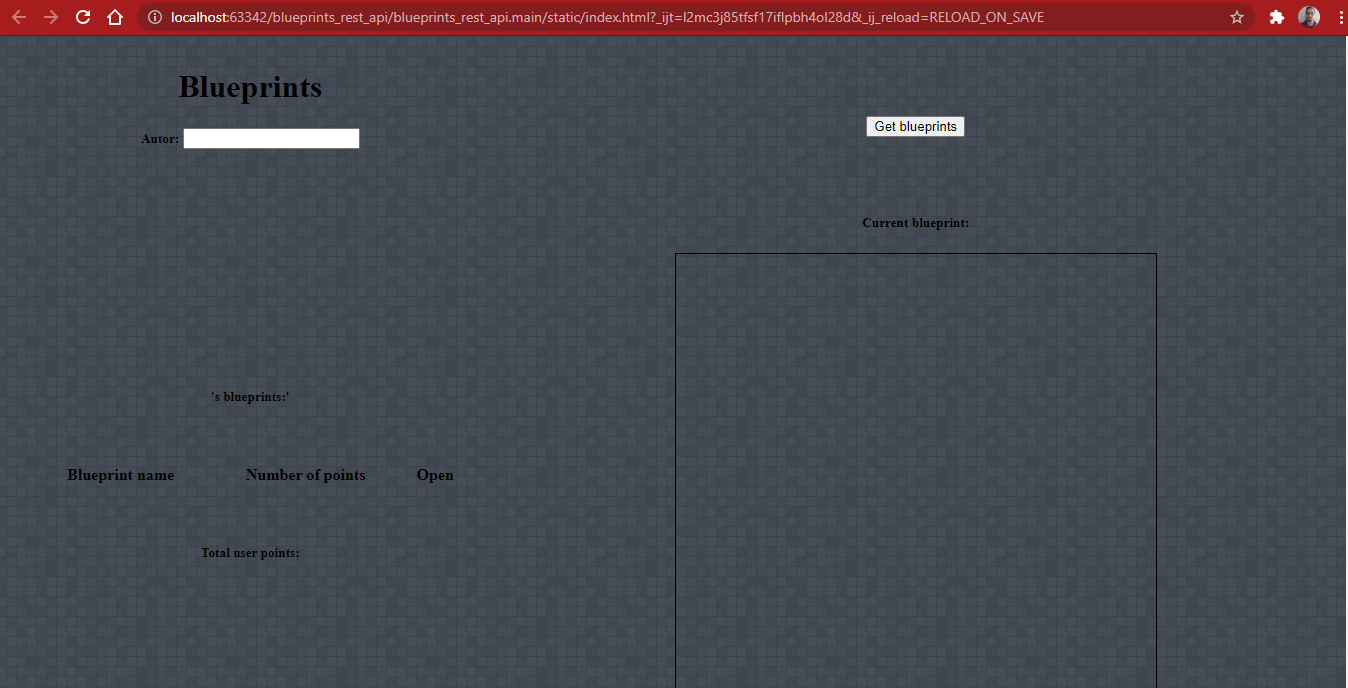 localhost:63342/blueprints_rest_api/blueprints_rest_api.main/static/index.html?_ijt=l2mc3j85tfsf17iflpbh4ol28d&_ij_reload=RELOAD_ON_SAVE
Blueprints
Autor:
Get blueprints
Current blueprint:
's blueprints:'
Blueprint name Number of points Open
Total user points: